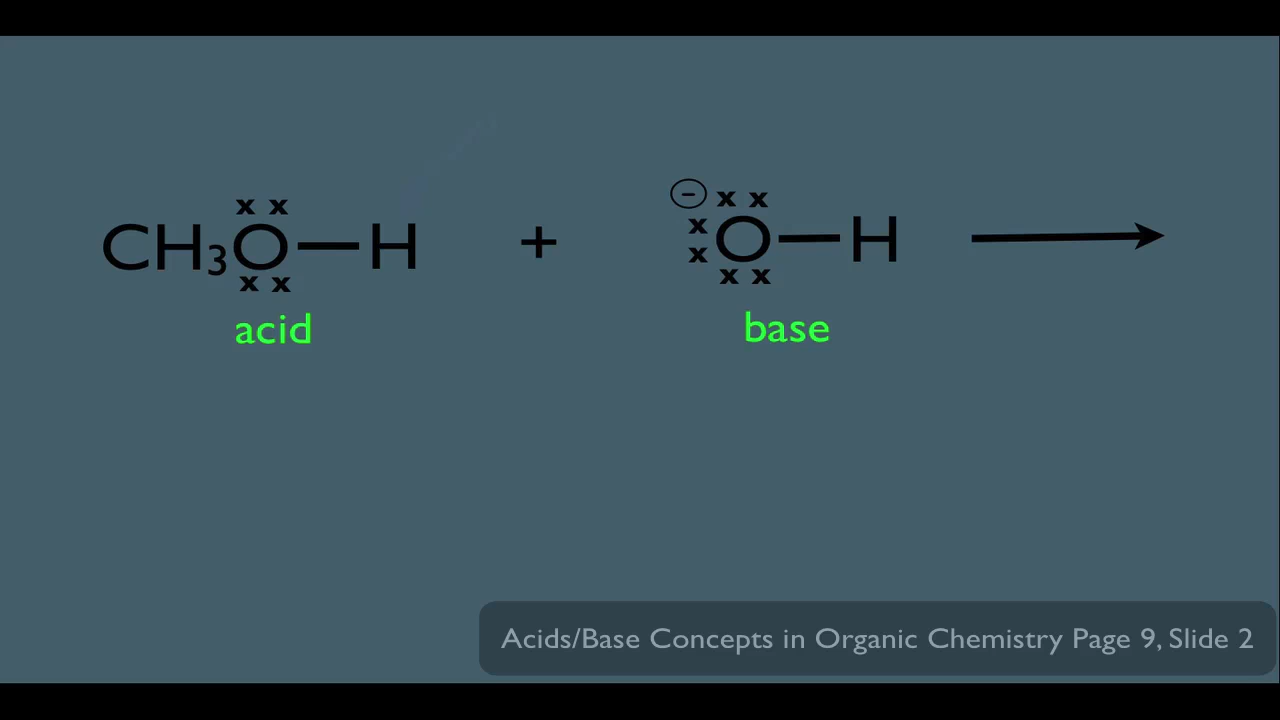 CH₃O—H + ⊖O—H ⟶
x x
x x
x x
x
x
x x
acid base
Acids/Base Concepts in Organic Chemistry Page 9, Slide 2